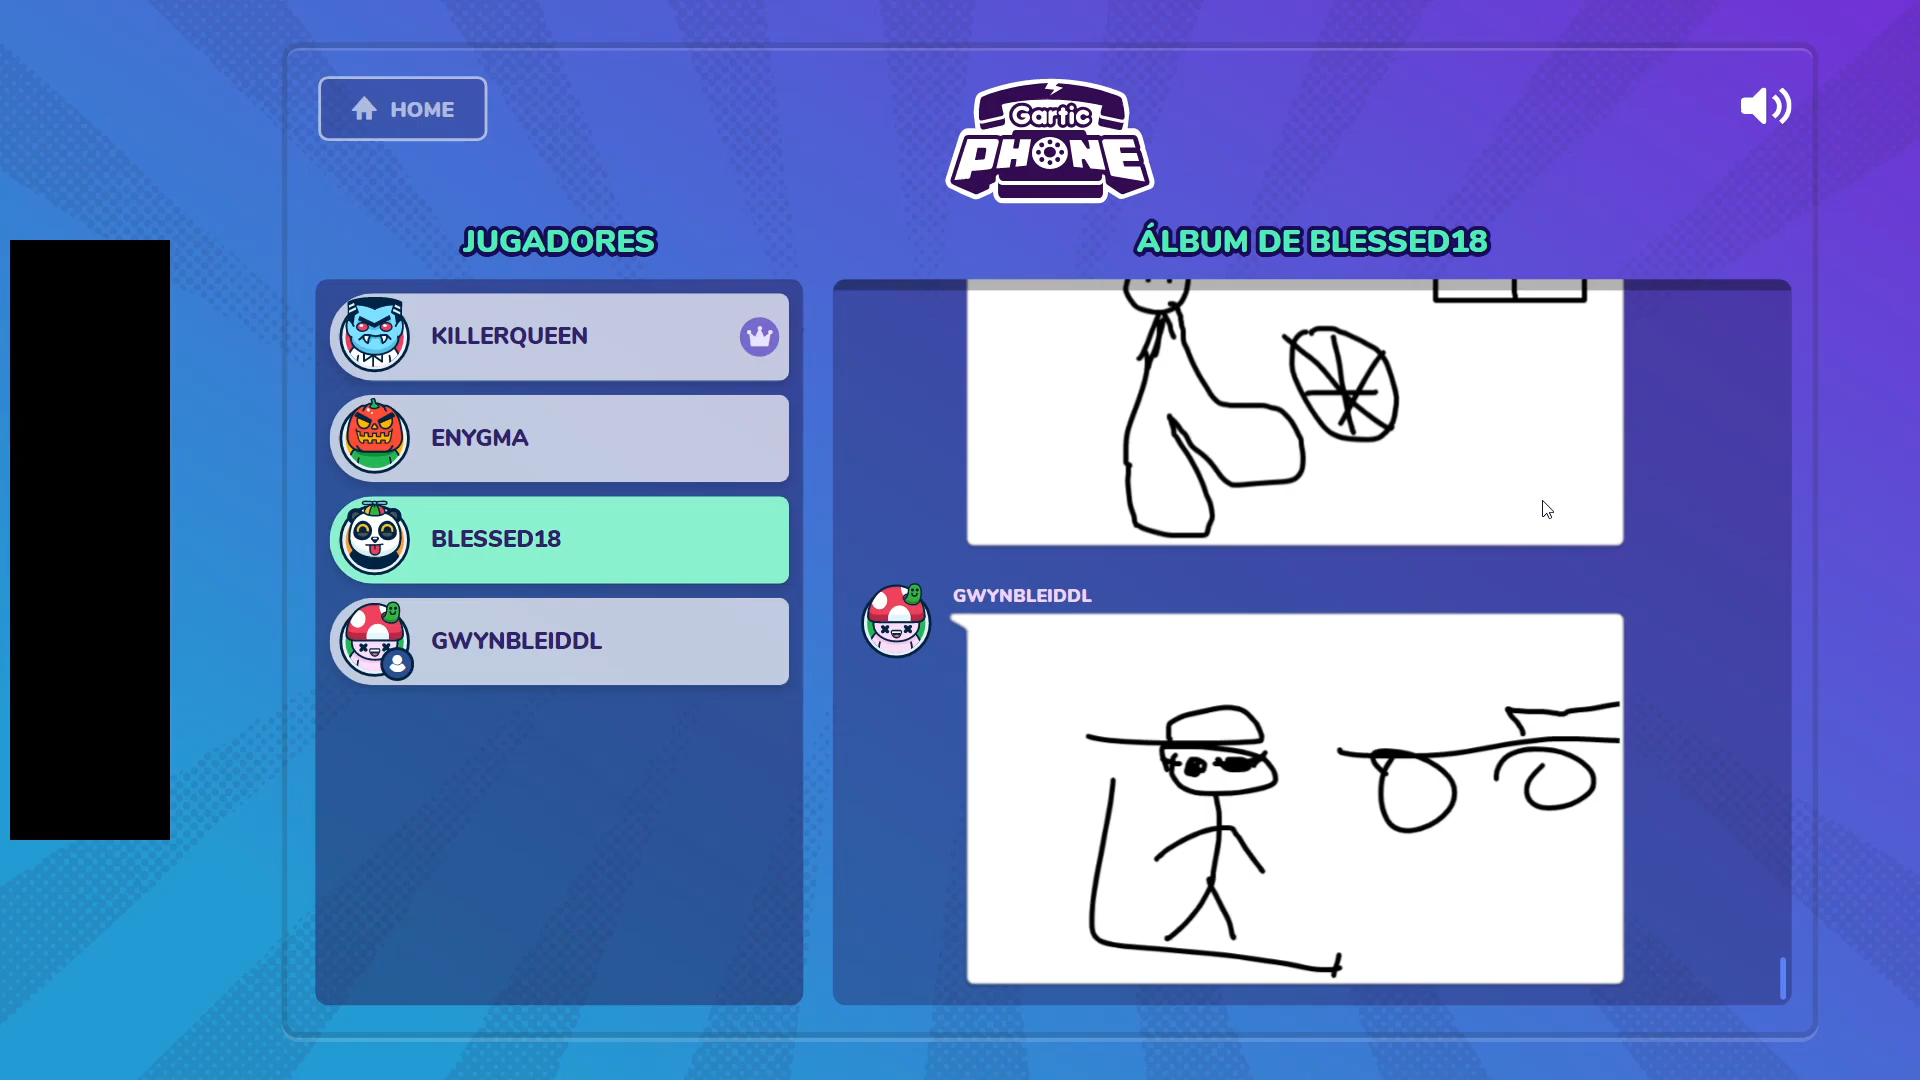 HOME
Gartic
PHONE
JUGADORES
ÁLBUM DE BLESSED18
KILLERQUEEN
ENYGMA
BLESSED18
GWYNBLEIDDL
GWYNBLEIDDL